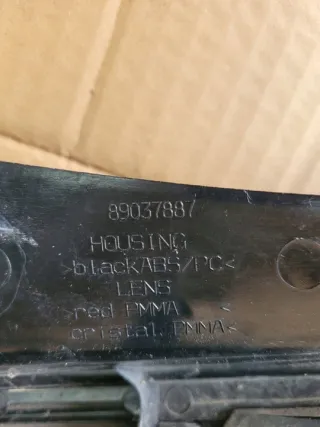 89037887
HOUSING
>blackABS/PC<
LENS
>red PMMA <
cristal PMMA<